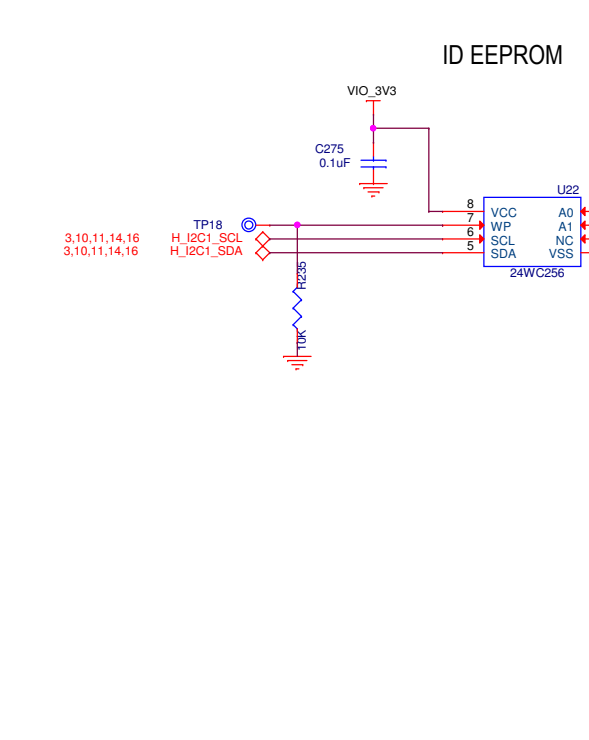 ID EEPROM
VIO_3V3
C275
0.1uF
U22
8 VCC A0
7 WP A1
6 SCL NC
5 SDA VSS
24WC256
TP18
3,10,11,14,16 H_I2C1_SCL
3,10,11,14,16 H_I2C1_SDA
R235
10K